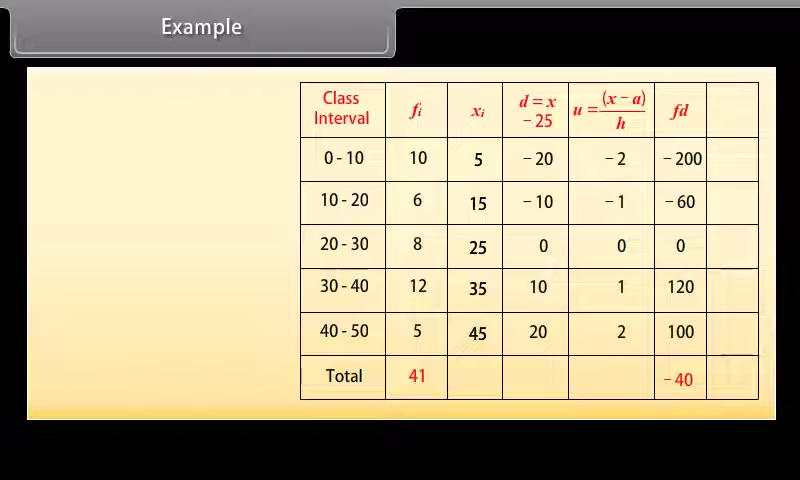 Example
Class Interval fᵢ xᵢ d = x – 25 u = (x – a)/h fd
0 - 10 10 5 – 20 – 2 – 200
10 - 20 6 15 – 10 – 1 – 60
20 - 30 8 25 0 0 0
30 - 40 12 35 10 1 120
40 - 50 5 45 20 2 100
Total 41 – 40